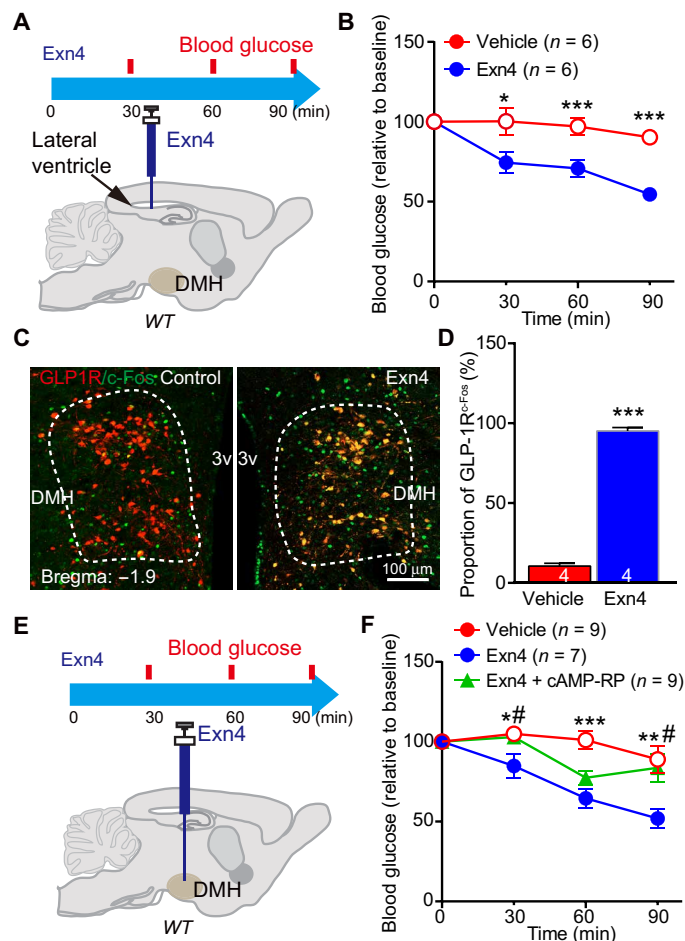 A
Exn4
Blood glucose
0 30 60 90 (min)
Exn4
Lateral
ventricle
DMH
WT
B
Blood glucose (relative to baseline)
150
100
50
0
Vehicle (n = 6)
Exn4 (n = 6)
* *** ***
0 30 60 90
Time (min)
C
GLP1R/c-Fos Control
Exn4
3v 3v
DMH
DMH
Bregma: −1.9
100 μm
D
Proportion of GLP-1R^c-Fos (%)
150
100
50
0
***
4 4
Vehicle Exn4
E
Exn4
Blood glucose
0 30 60 90 (min)
Exn4
DMH
WT
F
Vehicle (n = 9)
Exn4 (n = 7)
Exn4 + cAMP-RP (n = 9)
Blood glucose (relative to baseline)
150
100
50
0
*# *** **#
0 30 60 90
Time (min)